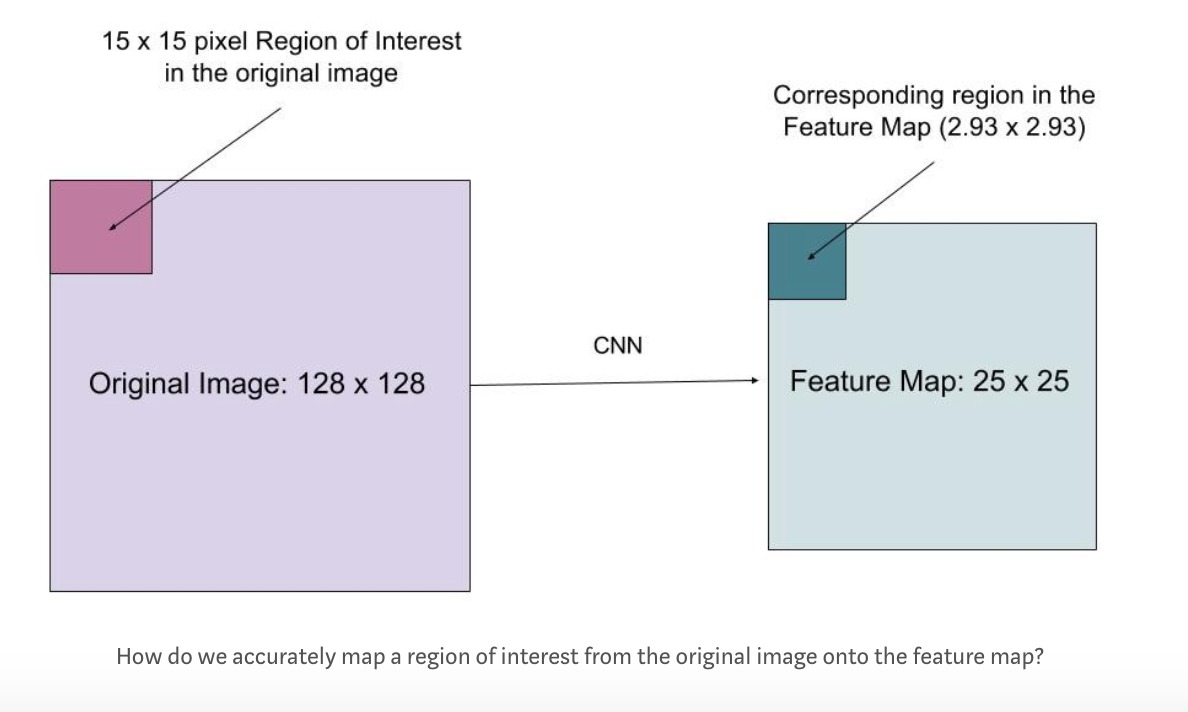 15 x 15 pixel Region of Interest
in the original image
Corresponding region in the
Feature Map (2.93 x 2.93)
CNN
Original Image: 128 x 128
Feature Map: 25 x 25
How do we accurately map a region of interest from the original image onto the feature map?